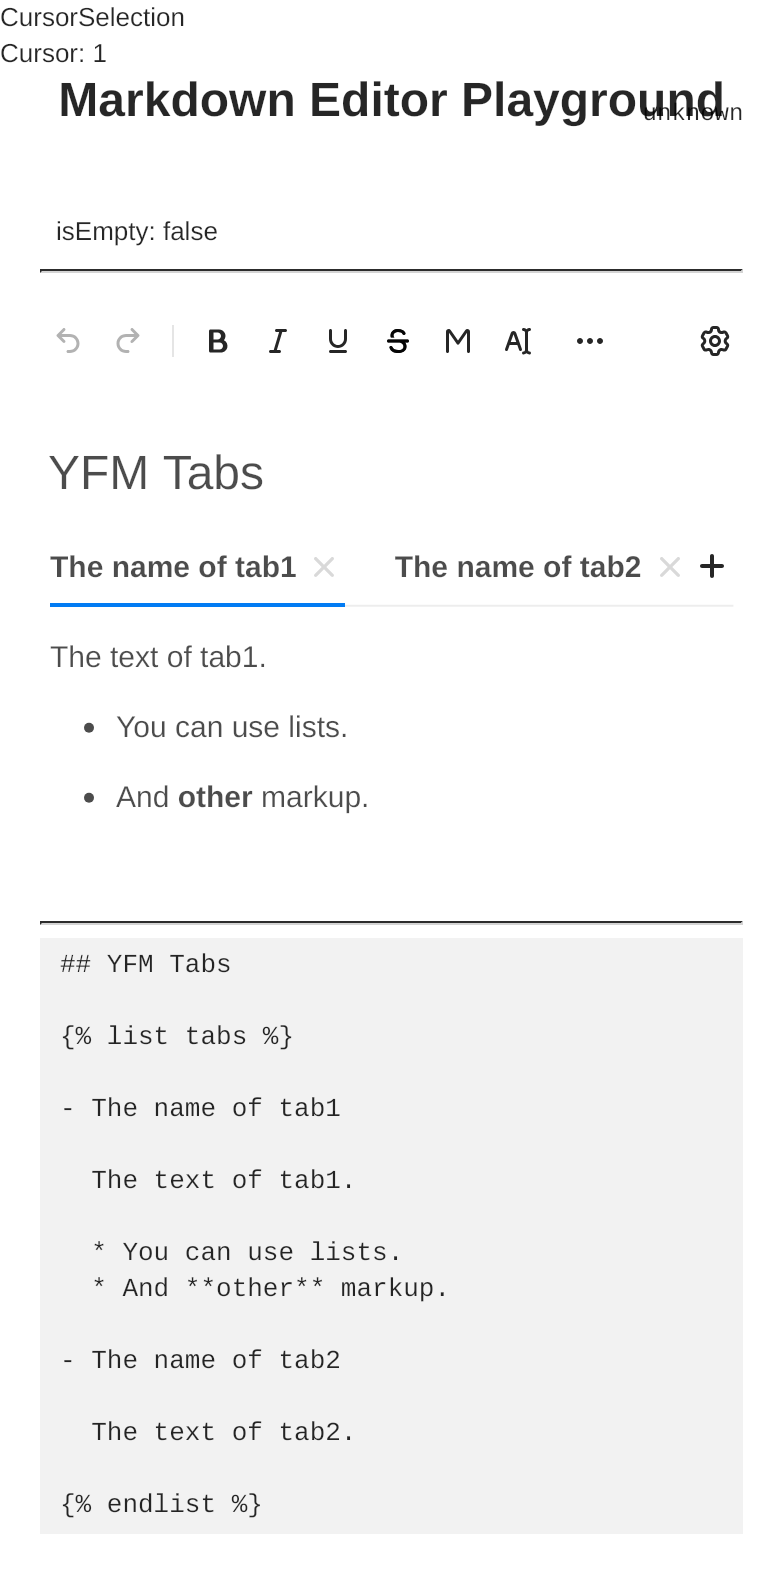 CursorSelection
Cursor: 1
Markdown Editor Playground
unknown
isEmpty: false
B I U S M A
YFM Tabs
The name of tab1 The name of tab2
The text of tab1.
• You can use lists.
• And other markup.
## YFM Tabs
{% list tabs %}
- The name of tab1
The text of tab1.
* You can use lists.
* And **other** markup.
- The name of tab2
The text of tab2.
{% endlist %}